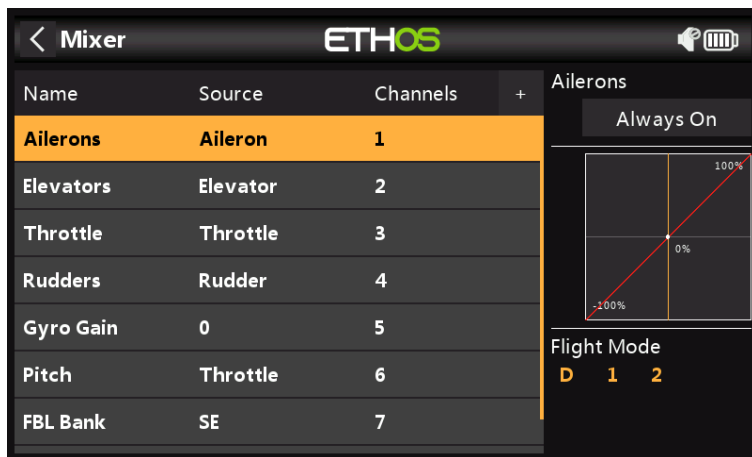 Mixer ETHOS
Name Source Channels +
Ailerons Aileron 1
Elevators Elevator 2
Throttle Throttle 3
Rudders Rudder 4
Gyro Gain 0 5
Pitch Throttle 6
FBL Bank SE 7
Ailerons
Always On
100%
0%
-100%
Flight Mode
D 1 2